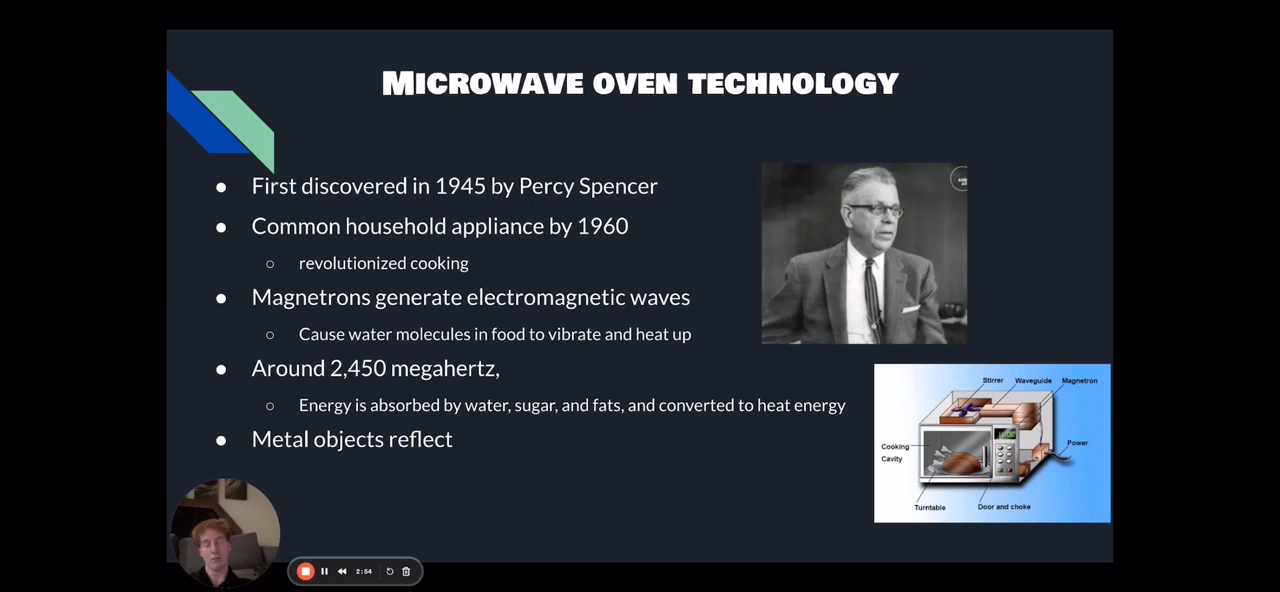 Microwave oven technology
First discovered in 1945 by Percy Spencer
Common household appliance by 1960
revolutionized cooking
Magnetrons generate electromagnetic waves
Cause water molecules in food to vibrate and heat up
Around 2,450 megahertz,
Energy is absorbed by water, sugar, and fats, and converted to heat energy
Metal objects reflect
Stirrer Waveguide Magnetron
Cooking
Cavity
Power
Turntable
Door and choke
2:54